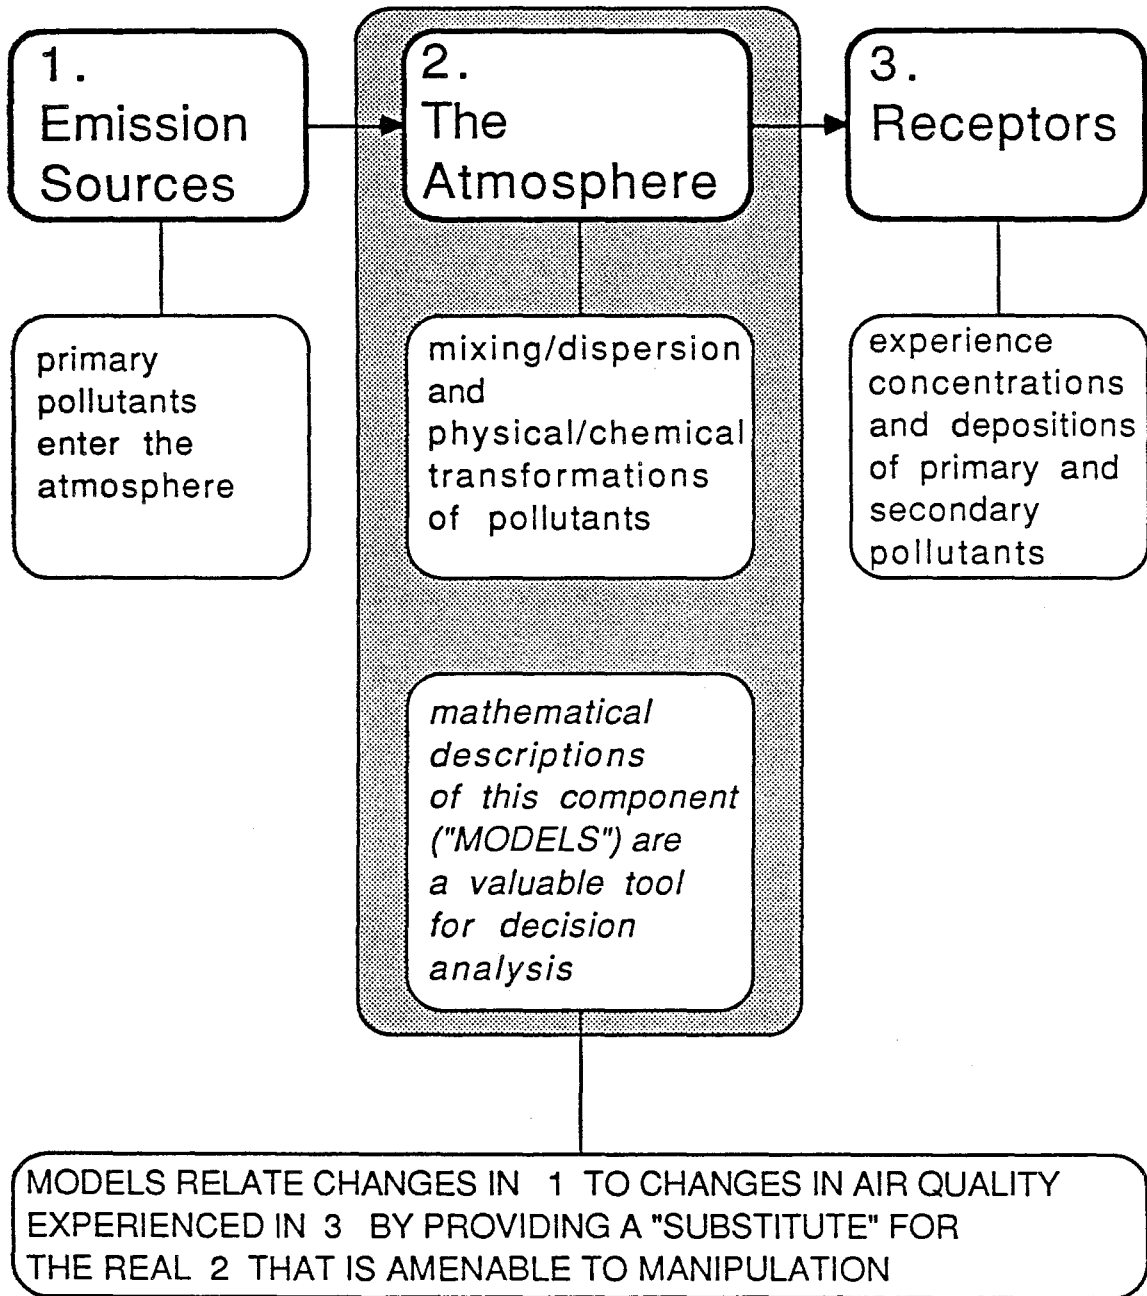 1.
Emission
Sources
2.
The
Atmosphere
3.
Receptors
primary
pollutants
enter the
atmosphere
mixing/dispersion
and
physical/chemical
transformations
of pollutants
experience
concentrations
and depositions
of primary and
secondary
pollutants
mathematical
descriptions
of this component
("MODELS") are
a valuable tool
for decision
analysis
MODELS RELATE CHANGES IN 1 TO CHANGES IN AIR QUALITY
EXPERIENCED IN 3 BY PROVIDING A "SUBSTITUTE" FOR
THE REAL 2 THAT IS AMENABLE TO MANIPULATION